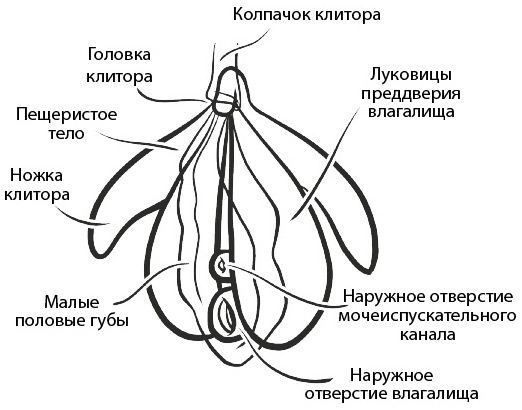 Колпачок клитора
Головка
клитора
Луковицы
преддверия
влагалища
Пещеристое
тело
Ножка
клитора
Малые
половые губы
Наружное отверстие
мочеиспускательного
канала
Наружное
отверстие влагалища